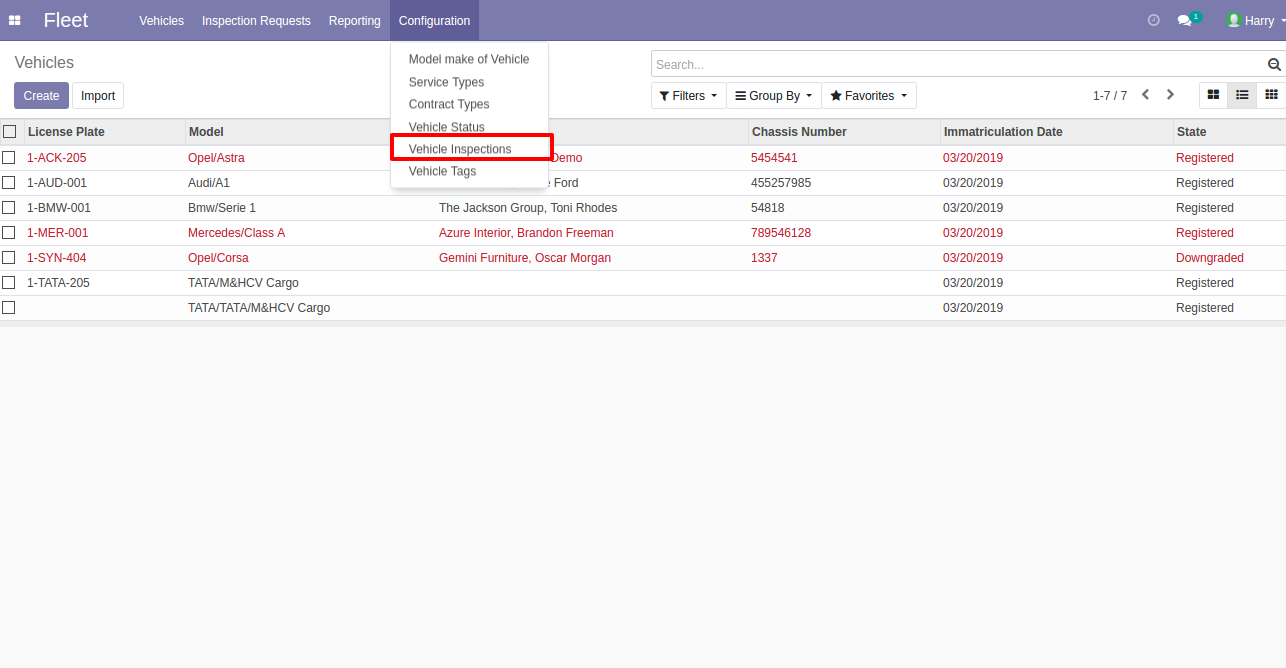 Fleet Vehicles Inspection Requests Reporting Configuration 1 Harry
Vehicles
Search...
Create Import
Filters Group By Favorites 1-7 / 7
Model make of Vehicle
Service Types
Contract Types
Vehicle Status
Vehicle Inspections
Vehicle Tags
License Plate Model Chassis Number Immatriculation Date State
1-ACK-205 Opel/Astra Demo 5454541 03/20/2019 Registered
1-AUD-001 Audi/A1 Ford 455257985 03/20/2019 Registered
1-BMW-001 Bmw/Serie 1 The Jackson Group, Toni Rhodes 54818 03/20/2019 Registered
1-MER-001 Mercedes/Class A Azure Interior, Brandon Freeman 789546128 03/20/2019 Registered
1-SYN-404 Opel/Corsa Gemini Furniture, Oscar Morgan 1337 03/20/2019 Downgraded
1-TATA-205 TATA/M&HCV Cargo 03/20/2019 Registered
TATA/TATA/M&HCV Cargo 03/20/2019 Registered